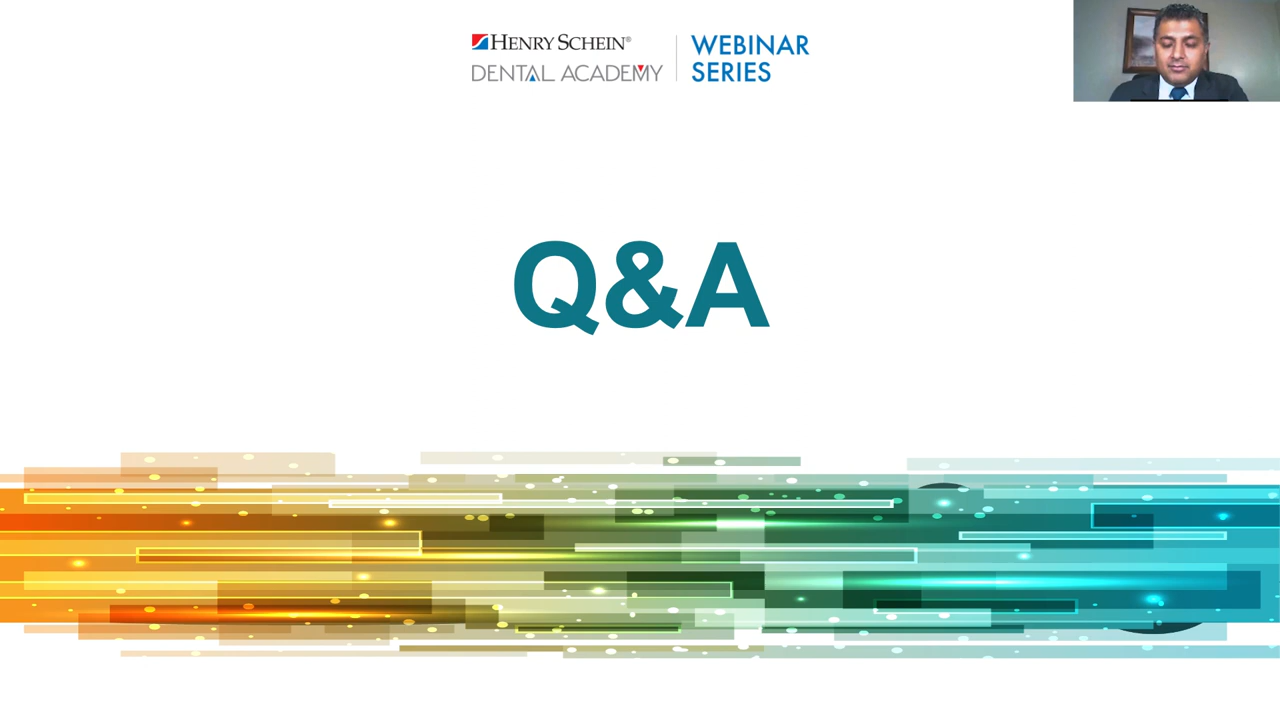 HENRY SCHEIN®
DENTAL ACADEMY
WEBINAR
SERIES
Q&A